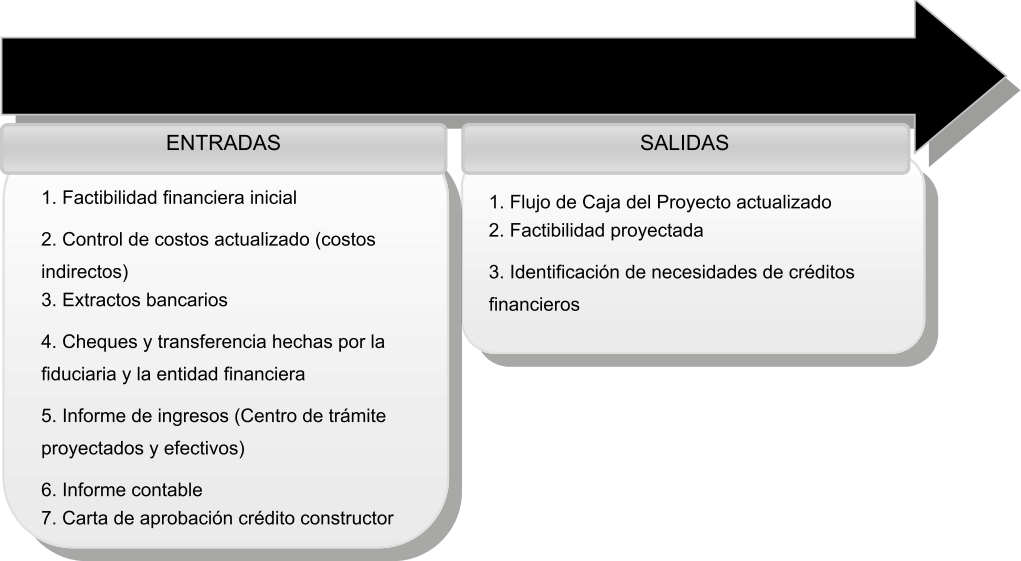 ENTRADAS
1. Factibilidad financiera inicial
2. Control de costos actualizado (costos
indirectos)
3. Extractos bancarios
4. Cheques y transferencia hechas por la
fiduciaria y la entidad financiera
5. Informe de ingresos (Centro de trámite
proyectados y efectivos)
6. Informe contable
7. Carta de aprobación crédito constructor
SALIDAS
1. Flujo de Caja del Proyecto actualizado
2. Factibilidad proyectada
3. Identificación de necesidades de créditos
financieros